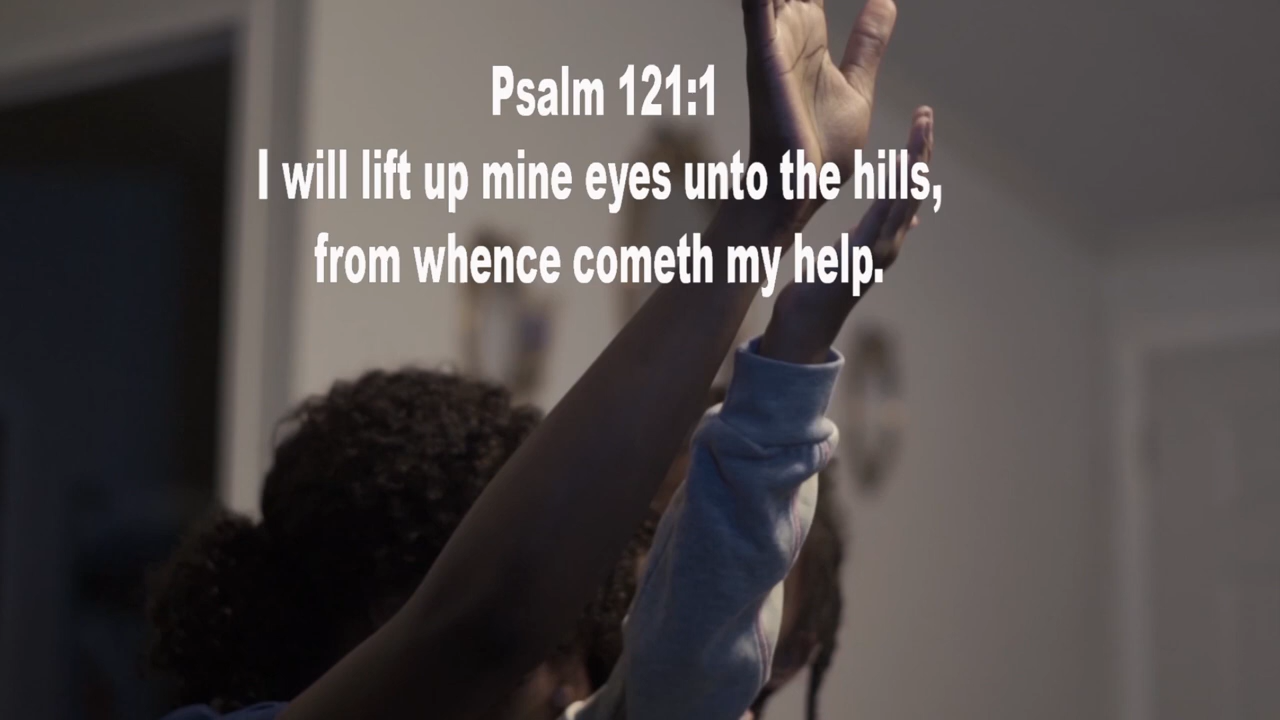 Psalm 121:1
I will lift up mine eyes unto the hills,
from whence cometh my help.